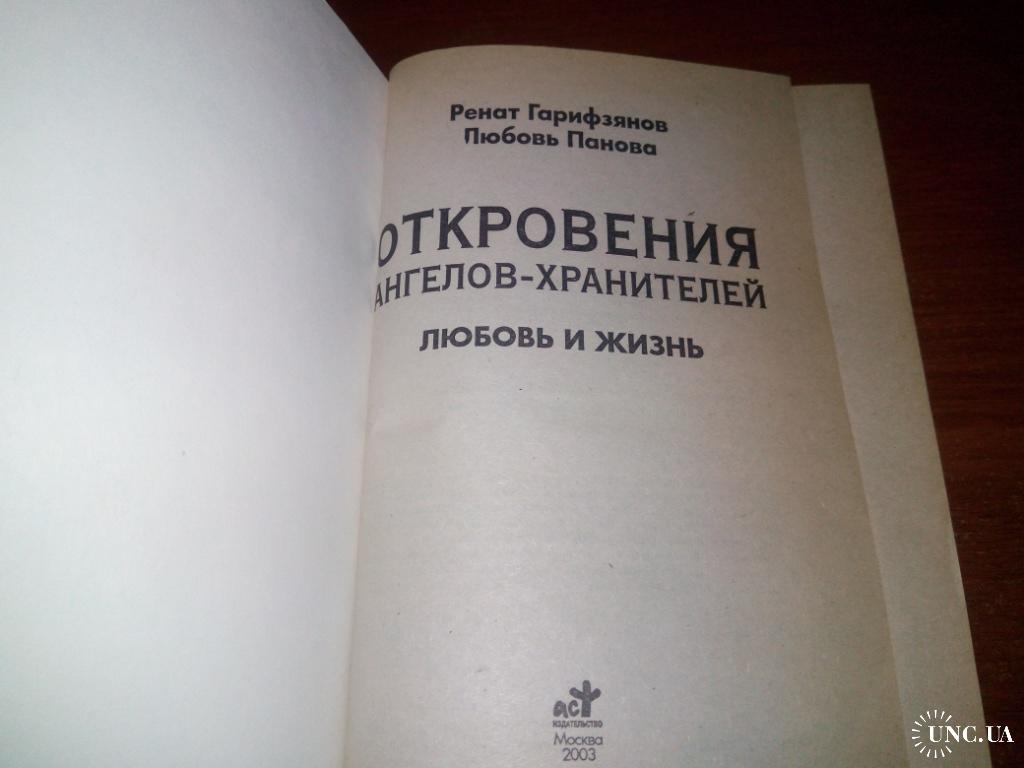 Ренат Гарифзянов
Любовь Панова
ОТКРОВЕНИЯ
АНГЕЛОВ-ХРАНИТЕЛЕЙ
ЛЮБОВЬ И ЖИЗНЬ
аст
ИЗДАТЕЛЬСТВО
Москва
2003
UNC.UA